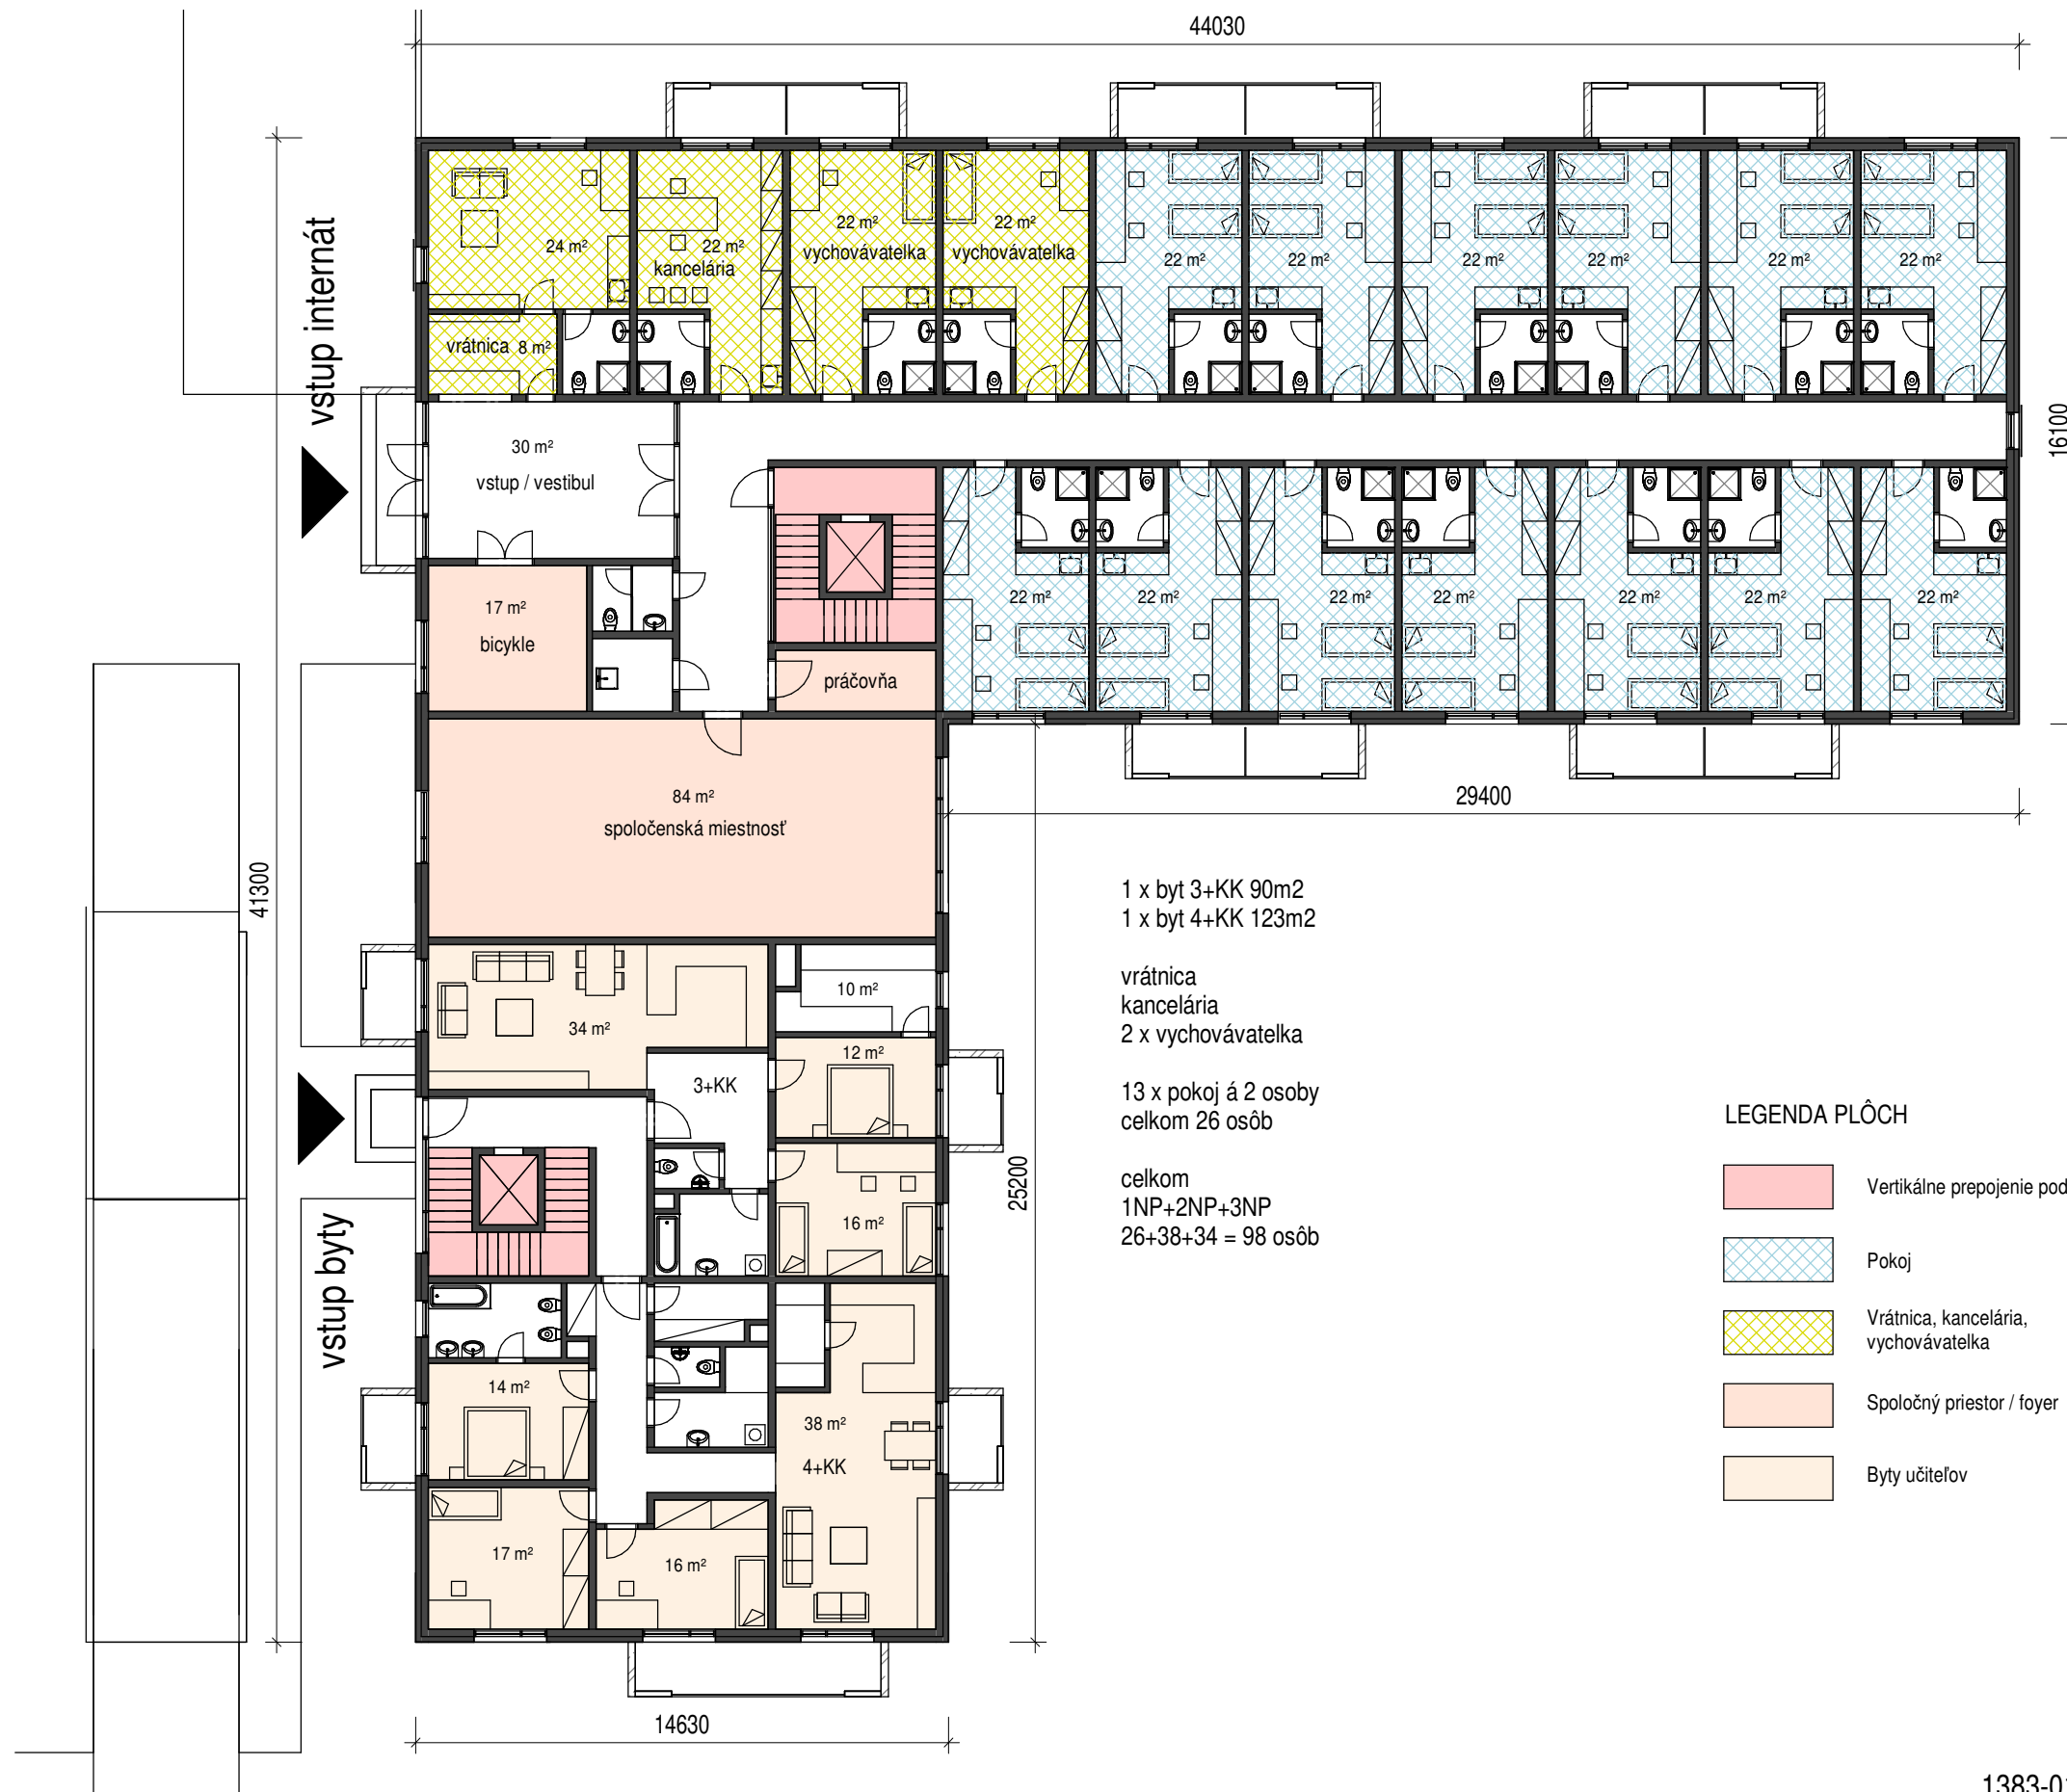 44030
vstup internát
24 m²
22 m²
kancelária
22 m²
vychovávatelka
22 m²
vychovávatelka
22 m²
22 m²
22 m²
22 m²
22 m²
22 m²
vrátnica 8 m²
16100
30 m²
vstup / vestibul
17 m²
bicykle
práčovňa
22 m²
22 m²
22 m²
22 m²
22 m²
22 m²
22 m²
84 m²
spoločenská miestnosť
29400
41300
1 x byt 3+KK 90m2
1 x byt 4+KK 123m2
vrátnica
kancelária
2 x vychovávatelka
13 x pokoj á 2 osoby
celkom 26 osôb
celkom
1NP+2NP+3NP
26+38+34 = 98 osôb
34 m²
10 m²
12 m²
3+KK
16 m²
25200
vstup byty
14 m²
38 m²
4+KK
17 m²
16 m²
14630
LEGENDA PLÔCH
Vertikálne prepojenie pod
Pokoj
Vrátnica, kancelária,
vychovávatelka
Spoločný priestor / foyer
Byty učiteľov